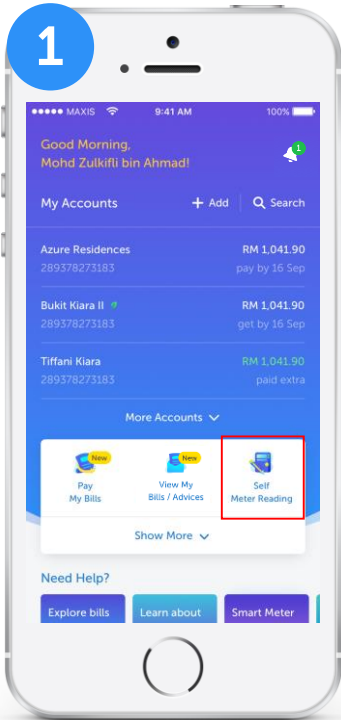 1
MAXIS 9:41 AM 100%
Good Morning,
Mohd Zulkifli bin Ahmad!
1
My Accounts + Add Search
Azure Residences RM 1,041.90
289378273183 pay by 16 Sep
Bukit Kiara II RM 1,041.90
289378273183 get by 16 Sep
Tiffani Kiara RM 1,041.90
289378273183 paid extra
More Accounts
New New
Pay View My Self
My Bills Bills / Advices Meter Reading
Show More
Need Help?
Explore bills Learn about Smart Meter